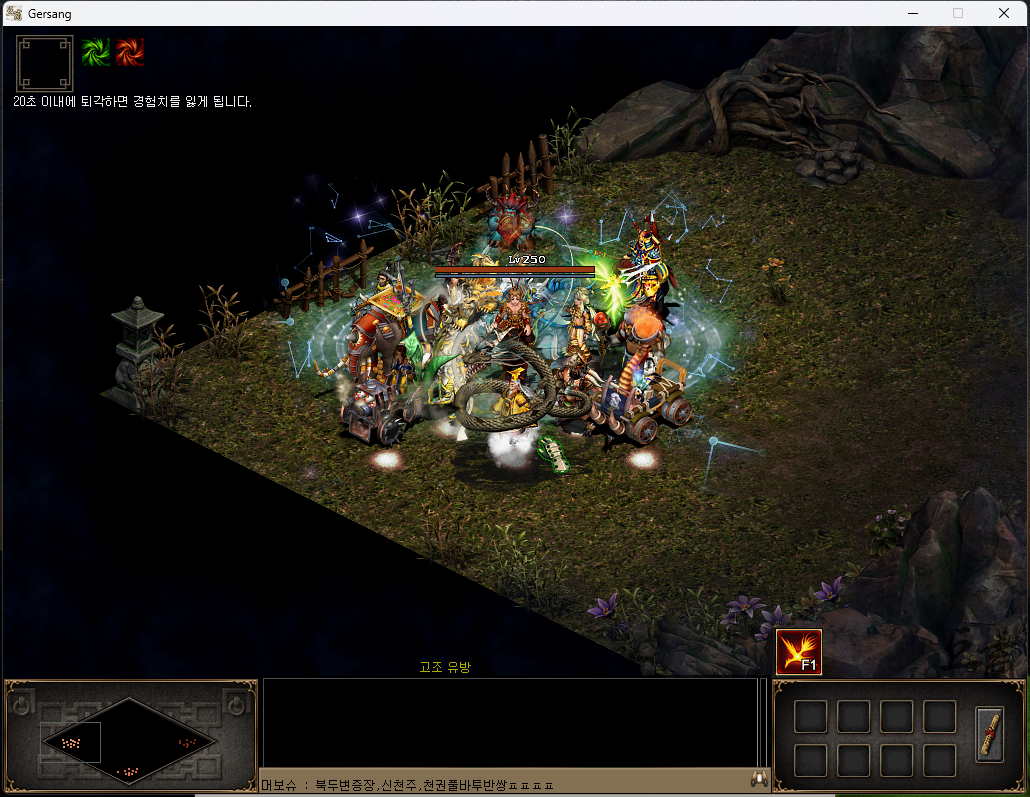 Gersang
20초 이내에 퇴각하면 경험치를 잃게 됩니다.
Lv250
고조 유방
F1
머보슈 : 북두변증장,신천주,천권풀바투반쌍ㅍㅍㅍㅍ